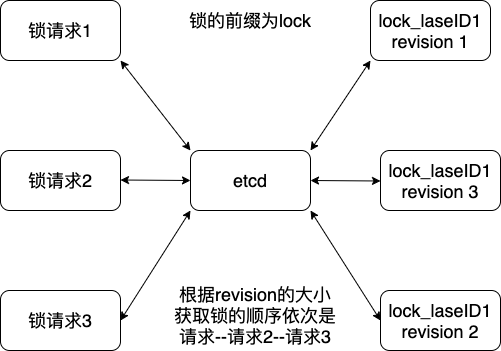 锁请求1
锁的前缀为lock
lock_laseID1
revision 1
锁请求2
etcd
lock_laseID1
revision 3
锁请求3
根据revision的大小
获取锁的顺序依次是
请求--请求2--请求3
lock_laseID1
revision 2